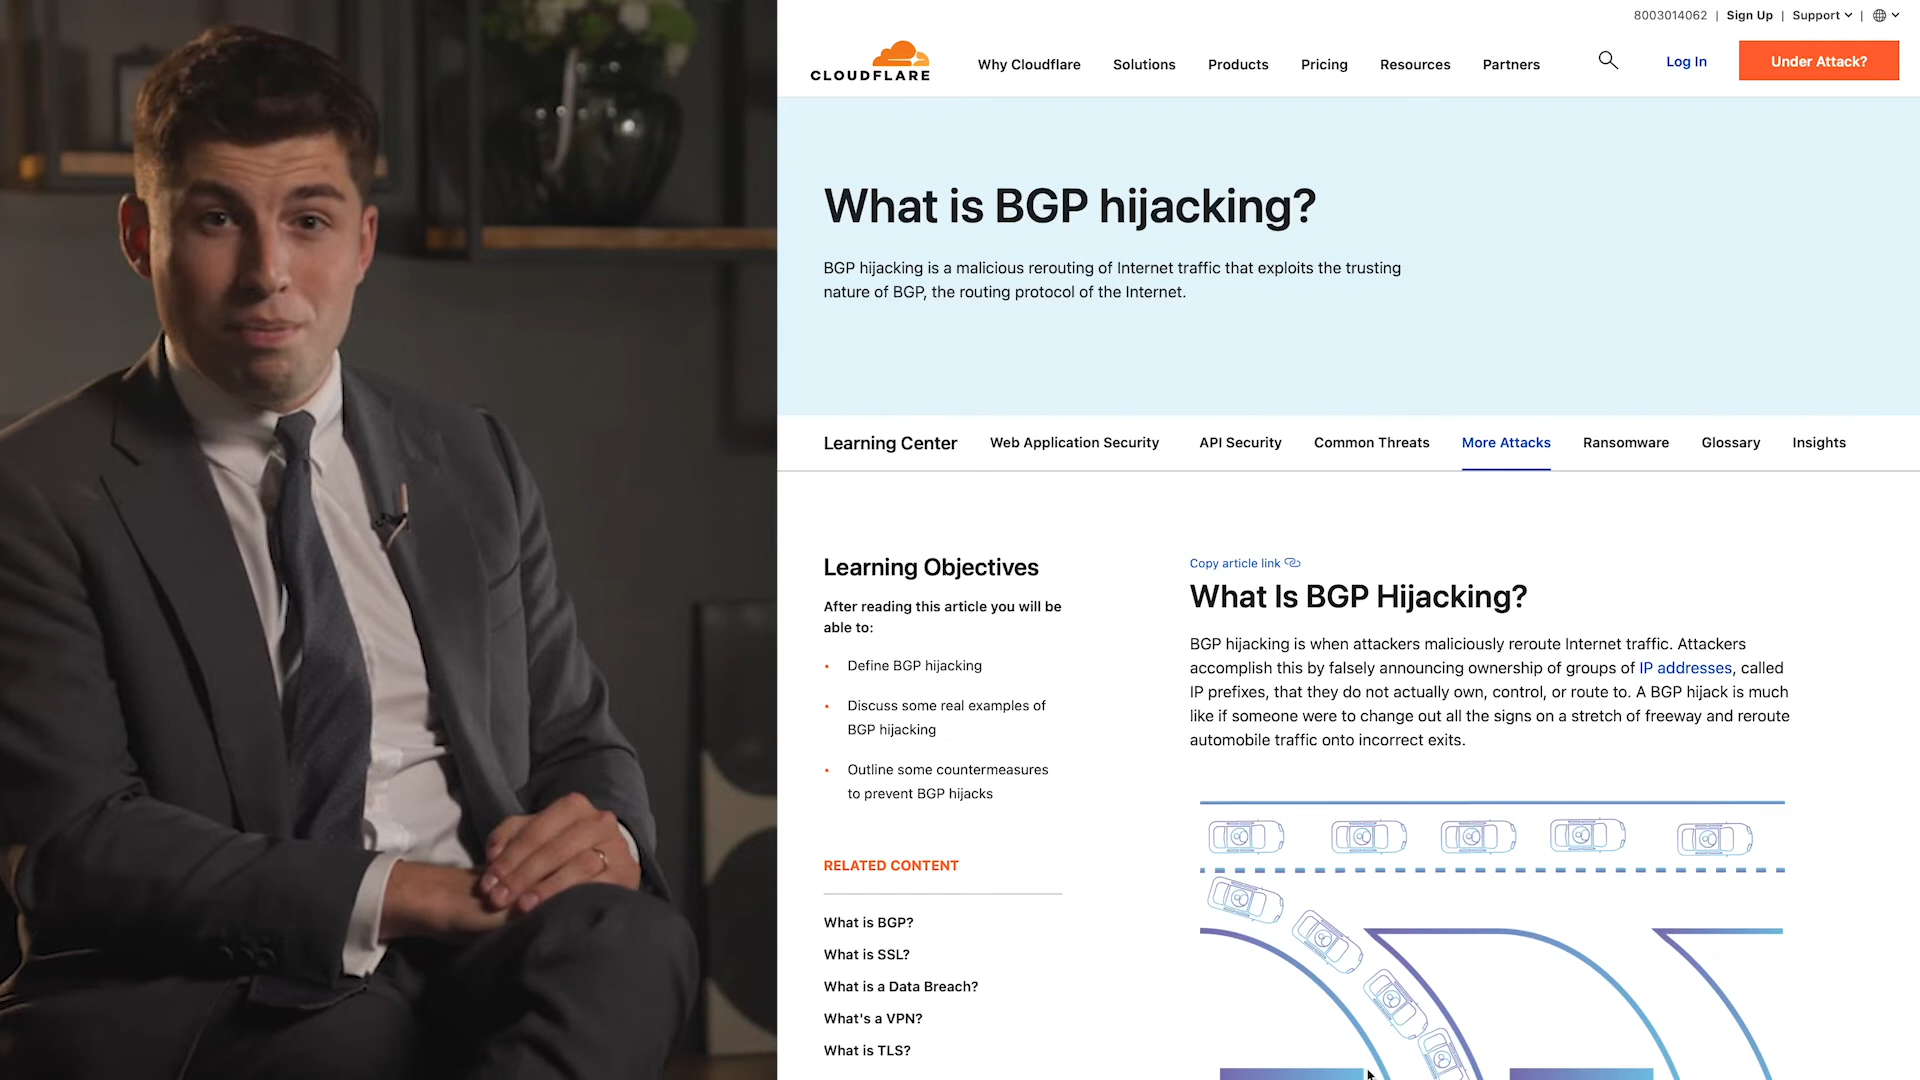 8003014062 | Sign Up | Support |
CLOUDFLARE
Why Cloudflare Solutions Products Pricing Resources Partners Log In Under Attack?
What is BGP hijacking?
BGP hijacking is a malicious rerouting of Internet traffic that exploits the trusting
nature of BGP, the routing protocol of the Internet.
Learning Center Web Application Security API Security Common Threats More Attacks Ransomware Glossary Insights
Learning Objectives
After reading this article you will be
able to:
• Define BGP hijacking
• Discuss some real examples of
BGP hijacking
• Outline some countermeasures
to prevent BGP hijacks
RELATED CONTENT
What is BGP?
What is SSL?
What is a Data Breach?
What's a VPN?
What is TLS?
Copy article link
What Is BGP Hijacking?
BGP hijacking is when attackers maliciously reroute Internet traffic. Attackers
accomplish this by falsely announcing ownership of groups of IP addresses, called
IP prefixes, that they do not actually own, control, or route to. A BGP hijack is much
like if someone were to change out all the signs on a stretch of freeway and reroute
automobile traffic onto incorrect exits.